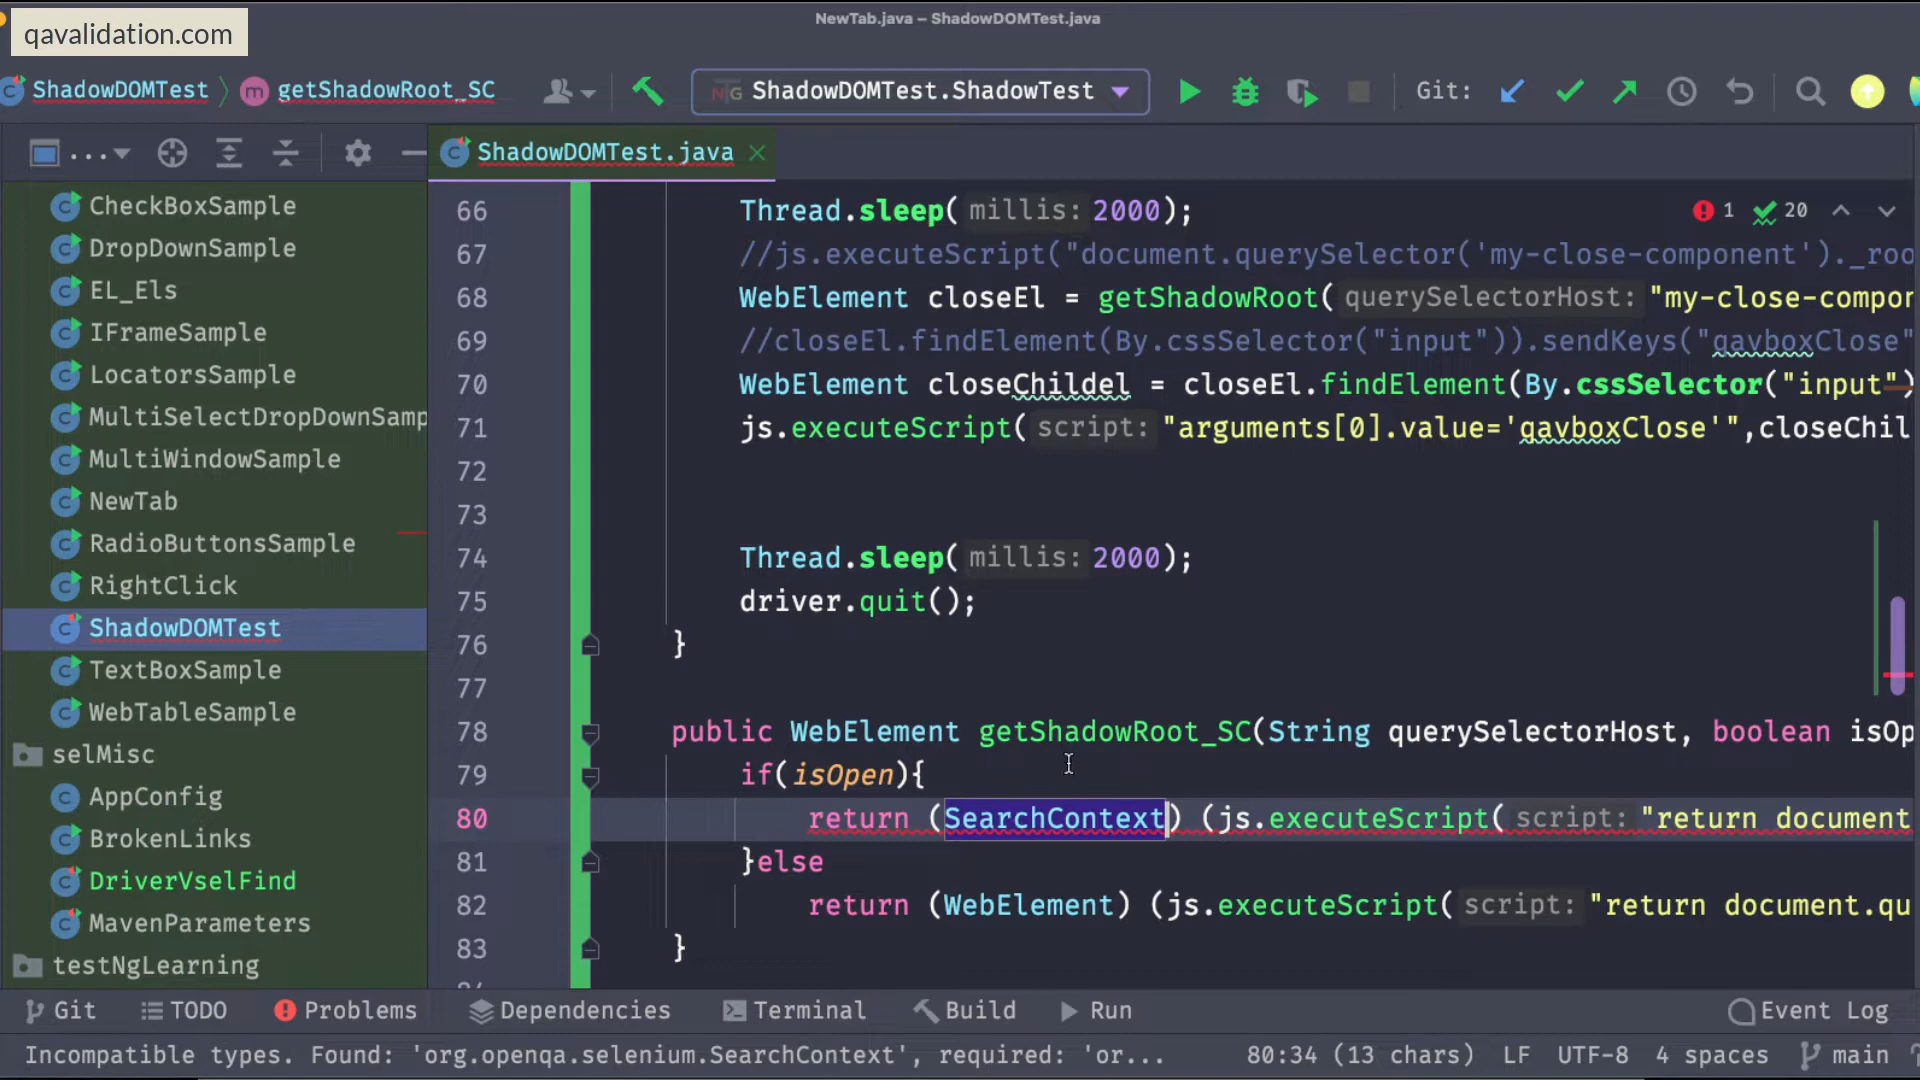 NewTab.java – ShadowDOMTest.java
qavalidation.com
ShadowDOMTest
m getShadowRoot_SC
NG ShadowDOMTest.ShadowTest
Git:
...
ShadowDOMTest.java
CheckBoxSample
DropDownSample
EL_Els
IFrameSample
LocatorsSample
MultiSelectDropDownSamp
MultiWindowSample
NewTab
RadioButtonsSample
RightClick
ShadowDOMTest
TextBoxSample
WebTableSample
selMisc
AppConfig
BrokenLinks
DriverVselFind
MavenParameters
testNgLearning
1 20
66 Thread.sleep( millis: 2000);
67 //js.executeScript("document.querySelector('my-close-component')._roo
68 WebElement closeEl = getShadowRoot( querySelectorHost: "my-close-compon
69 //closeEl.findElement(By.cssSelector("input")).sendKeys("qavboxClose"
70 WebElement closeChildel = closeEl.findElement(By.cssSelector("input")
71 js.executeScript( script: "arguments[0].value='qavboxClose'",closeChil
72
73
74 Thread.sleep( millis: 2000);
75 driver.quit();
76 }
77
78 public WebElement getShadowRoot_SC(String querySelectorHost, boolean isOp
79 if(isOpen){
80 return (SearchContext) (js.executeScript( script: "return document
81 }else
82 return (WebElement) (js.executeScript( script: "return document.qu
83 }
Git TODO Problems Dependencies Terminal Build Run Event Log
Incompatible types. Found: 'org.openqa.selenium.SearchContext', required: 'or... 80:34 (13 chars) LF UTF-8 4 spaces main